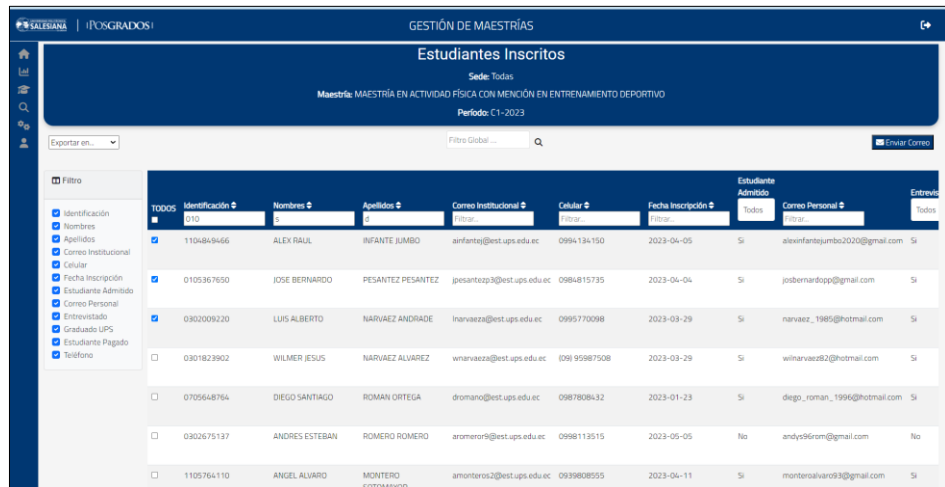 SALESIANA | POSGRADOS
GESTIÓN DE MAESTRÍAS
Estudiantes Inscritos
Sede: Todas
Maestría: MAESTRÍA EN ACTIVIDAD FÍSICA CON MENCIÓN EN ENTRENAMIENTO DEPORTIVO
Período: C1-2023
Exportar en...
Filtro Global ...
Enviar Correo
Filtro
Identificación
Nombres
Apellidos
Correo Institucional
Celular
Fecha Inscripción
Estudiante Admitido
Correo Personal
Entrevistado
Graduado UPS
Estudiante Pagado
Teléfono
TODOS Identificación Nombres Apellidos Correo Institucional Celular Fecha Inscripción Estudiante Admitido Correo Personal Entrevis
010 s d Filtrar... Filtrar... Filtrar... Todos Filtrar... Todos
1104849466 ALEX RAUL INFANTE JUMBO ainfantej@est.ups.edu.ec 0994134150 2023-04-05 Si alexinfantejumbo2020@gmail.com Si
0105367650 JOSE BERNARDO PESANTEZ PESANTEZ jpesantezp3@est.ups.edu.ec 0984815735 2023-04-04 Si josbernardopp@gmail.com Si
0302009220 LUIS ALBERTO NARVAEZ ANDRADE lnarvaeza@est.ups.edu.ec 0995770098 2023-03-29 Si narvaez_1985@hotmail.com Si
0301823902 WILMER JESUS NARVAEZ ALVAREZ wnarvaeza@est.ups.edu.ec (09) 95987508 2023-03-29 Si wilnarvaez82@hotmail.com Si
0705648764 DIEGO SANTIAGO ROMAN ORTEGA dromano@est.ups.edu.ec 0987808432 2023-01-23 Si diego_roman_1996@hotmail.com Si
0302675137 ANDRES ESTEBAN ROMERO ROMERO aromeror9@est.ups.edu.ec 0998113515 2023-05-05 No andys96rom@gmail.com No
1105764110 ANGEL ALVARO MONTERO amonteros2@est.ups.edu.ec 0939808555 2023-04-11 Si monteroalvaro93@gmail.com Si